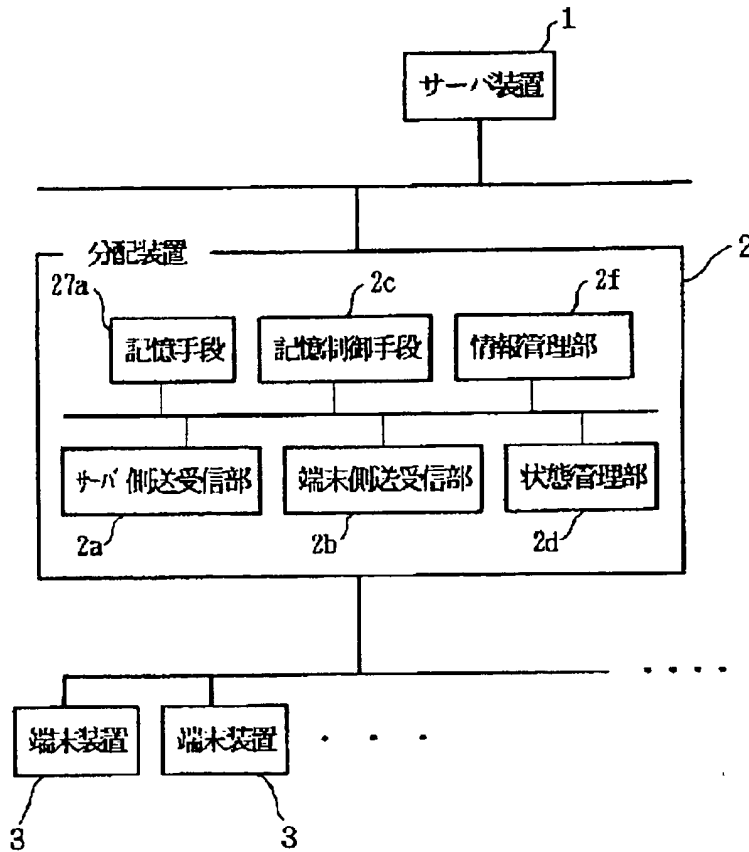 1
サーバ装置
分配装置
2
27a
2c
2f
記憶手段
記憶制御手段
情報管理部
サーバ側送受信部
端末側送受信部
状態管理部
2a
2b
2d
端末装置
端末装置
3
3